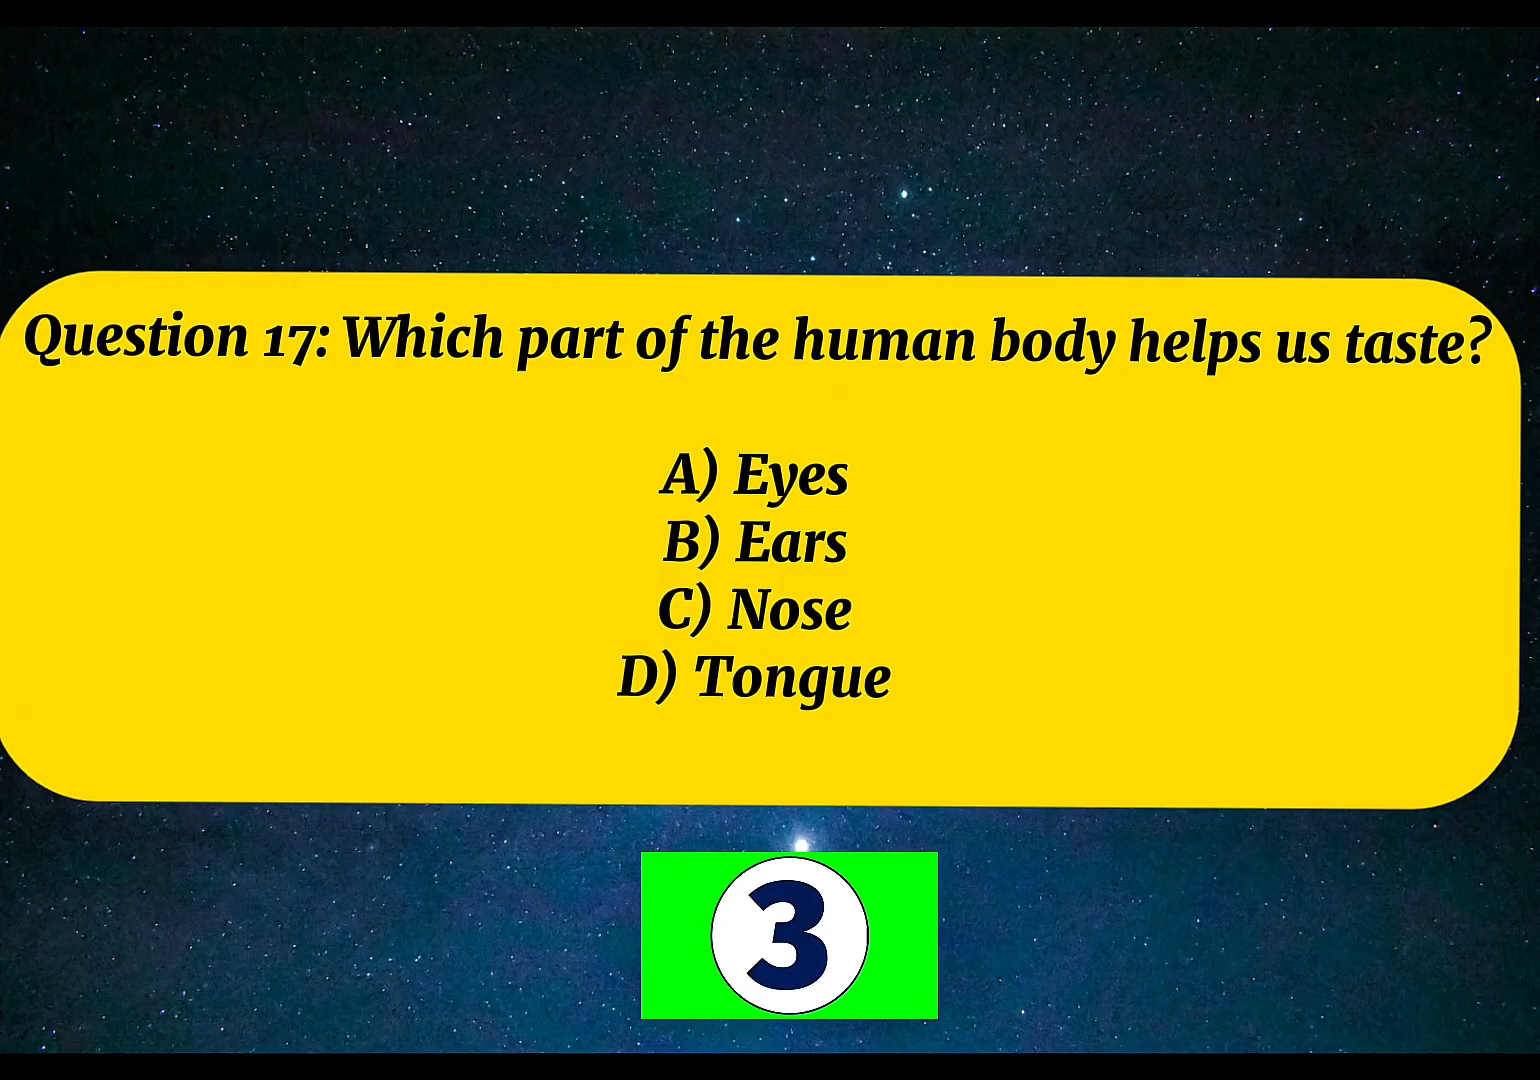 Question 17: Which part of the human body helps us taste?
A) Eyes
B) Ears
C) Nose
D) Tongue
3